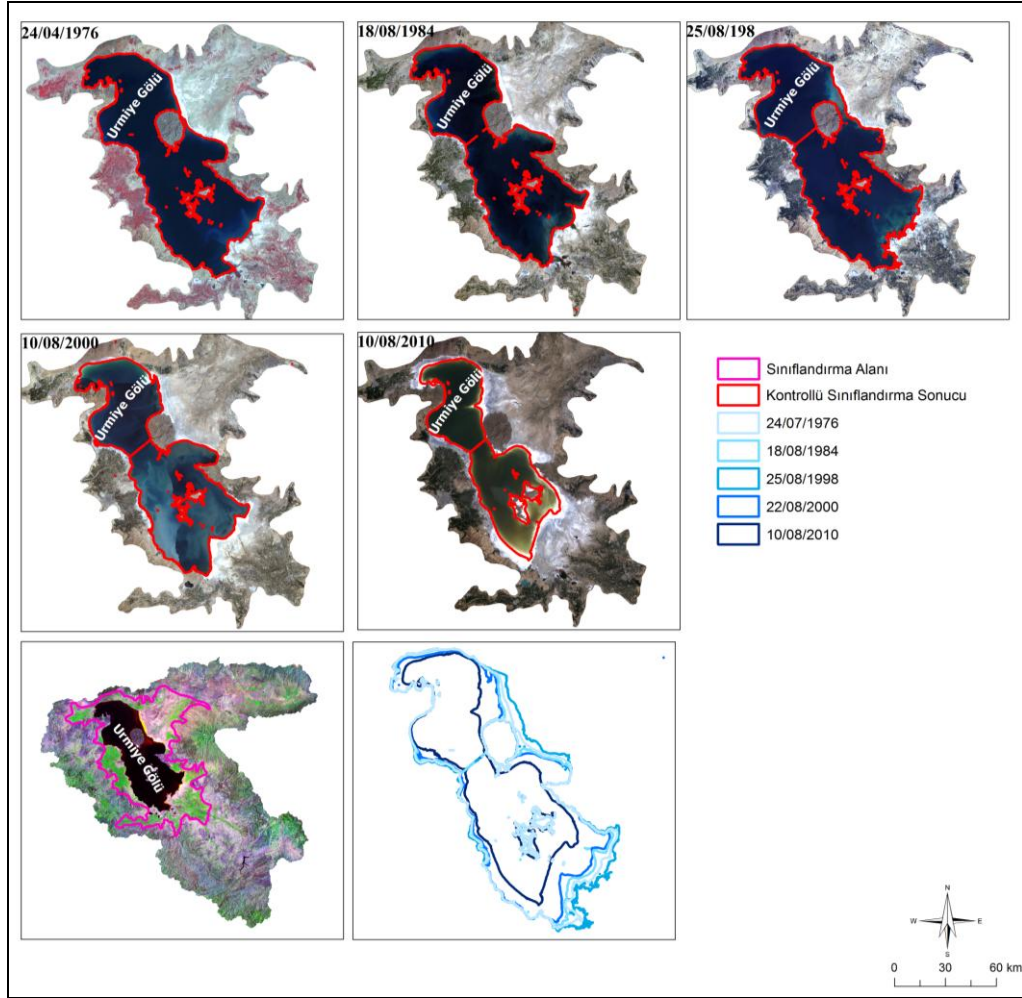 24/04/1976
Urmiye Gölü
18/08/1984
Urmiye Gölü
25/08/198
Urmiye Gölü
10/08/2000
Urmiye Gölü
10/08/2010
Urmiye Gölü
Sınıflandırma Alanı
Kontrollü Sınıflandırma Sonucu
24/07/1976
18/08/1984
25/08/1998
22/08/2000
10/08/2010
Urmiye Gölü
N
W E
S
0 30 60 km